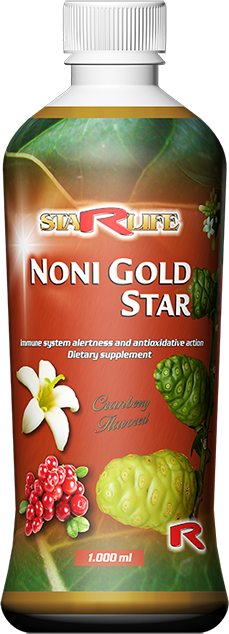 STARLIFE
NONI GOLD
STAR
Immune system alertness and antioxidative action
Dietary supplement
Cranberry
Flavored
1.000 ml
R